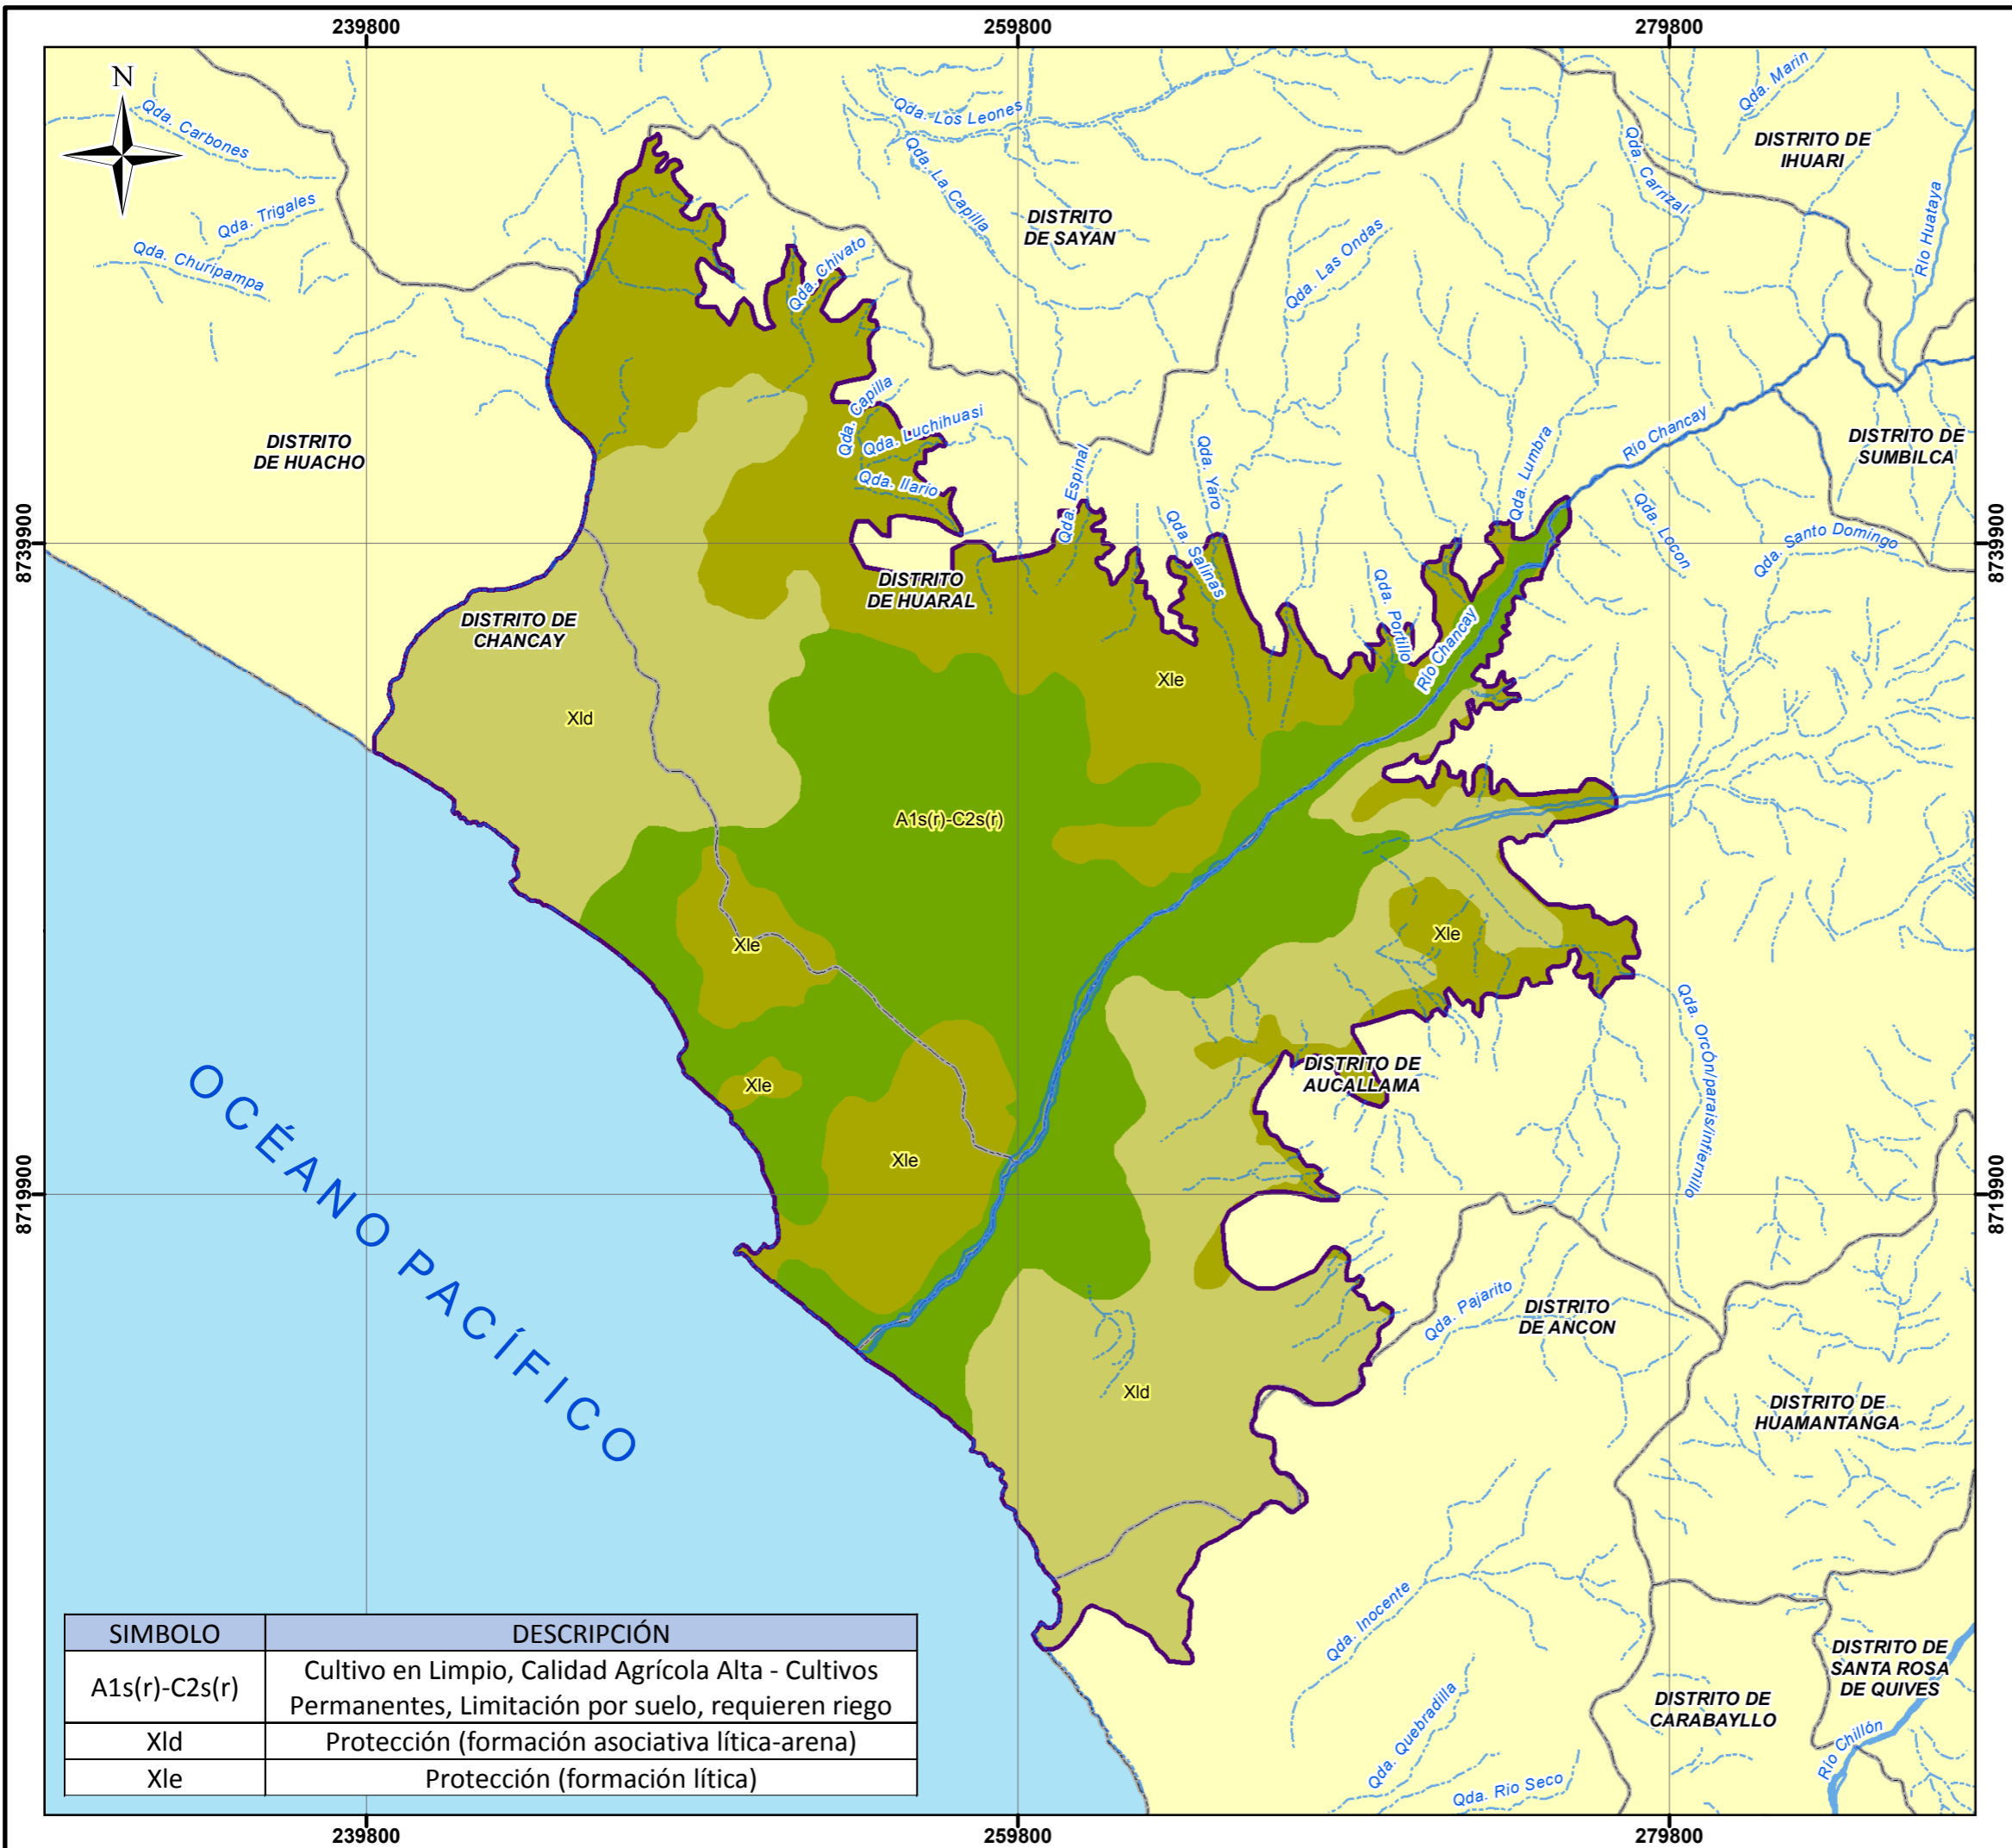 239800
259800
279800
N
Qda. Carbones
Qda. Trigales
Qda. Churipampa
Qda. Los Leones
Qda. La Capilla
Qda. Marin
Qda. Carrizal
DISTRITO DE
IHUARI
Rio Huataya
DISTRITO
DE SAYAN
Qda. Las Ondas
Qda. Chivato
Qda. Capilla
Qda. Luchihuasi
Qda. Ilario
Qda. Espinal
Qda. Yaro
Qda. Salinas
Qda. Lumbra
Rio Chancay
DISTRITO DE
SUMBILCA
DISTRITO
DE HUACHO
Qda. Locon
Qda. Santo Domingo
8739900
8739900
DISTRITO
DE HUARAL
DISTRITO DE
CHANCAY
Qda. Portillo
Rio Chancay
Xle
Xld
A1s(r)-C2s(r)
Xle
Xle
Qda. OrcÓn/parais/infiernillo
DISTRITO DE
AUCALLAMA
Xle
Xle
8719900
8719900
OCÉANO PACÍFICO
Qda. Pajarito
DISTRITO
DE ANCON
Xld
DISTRITO DE
HUAMANTANGA
Qda. Inocente
Qda. Quebradilla
Qda. Rio Seco
DISTRITO DE
SANTA ROSA
DE QUIVES
DISTRITO DE
CARABAYLLO
Rio Chillón
SIMBOLO DESCRIPCIÓN
A1s(r)-C2s(r) Cultivo en Limpio, Calidad Agrícola Alta - Cultivos
Permanentes, Limitación por suelo, requieren riego
Xld Protección (formación asociativa lítica-arena)
Xle Protección (formación lítica)
239800
259800
279800